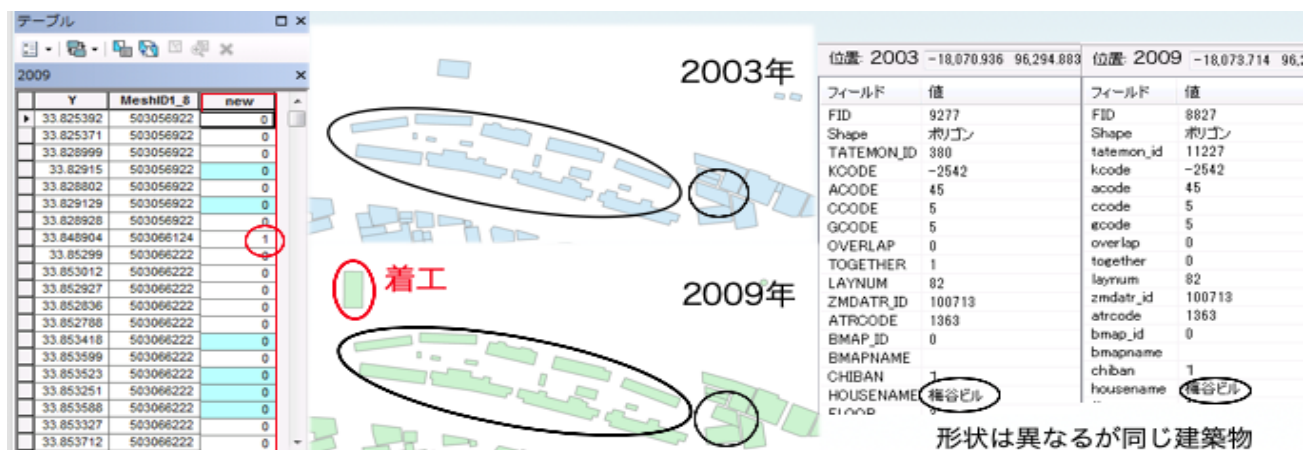 テーブル
2009
Y MeshID1_8 new
33.825392 503056922 0
33.825371 503056922 0
33.828999 503056922 0
33.82915 503056922 0
33.828802 503056922 0
33.829129 503056922 0
33.828928 503056922 0
33.848904 503066124 1
33.85299 503066222 0
33.853012 503066222 0
33.852927 503066222 0
33.852836 503066222 0
33.852788 503066222 0
33.853418 503066222 0
33.853599 503066222 0
33.853523 503066222 0
33.853251 503066222 0
33.853588 503066222 0
33.853327 503066222 0
33.853712 503066222 0
2003年
着工
2009年
位置: 2003 -18,070.936 96,294.883
フィールド 値
FID 9277
Shape ポリゴン
TATEMON_ID 380
KCODE -2542
ACODE 45
CCODE 5
GCODE 5
OVERLAP 0
TOGETHER 1
LAYNUM 82
ZMDATR_ID 100713
ATRCODE 1363
BMAP_ID 0
BMAPNAME
CHIBAN 1
HOUSENAME 梅谷ビル
FLOOR
位置: 2009 -18,073.714 96,2
フィールド 値
FID 8827
Shape ポリゴン
tatemon_id 11227
kcode -2542
acode 45
ccode 5
gcode 5
overlap 0
together 0
laynum 82
zmdatr_id 100713
atrcode 1363
bmap_id 0
bmapname
chiban 1
housename 梅谷ビル
形状は異なるが同じ建築物